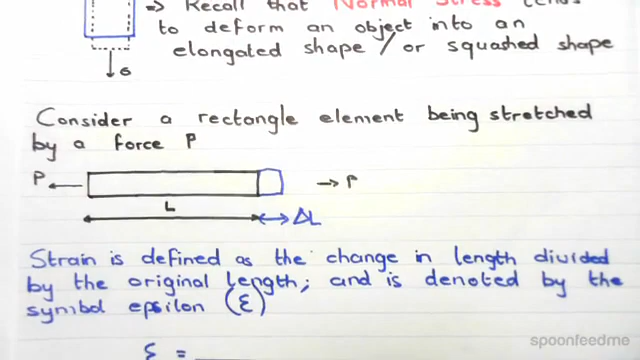 => Recall that Normal Stress tends
to deform an object into an
elongated shape / or squashed shape
σ
Consider a rectangle element being stretched
by a force P
P
P
L
ΔL
Strain is defined as the change in length divided
by the original length; and is denoted by the
symbol epsilon (ε)
ε =
spoonfeedme